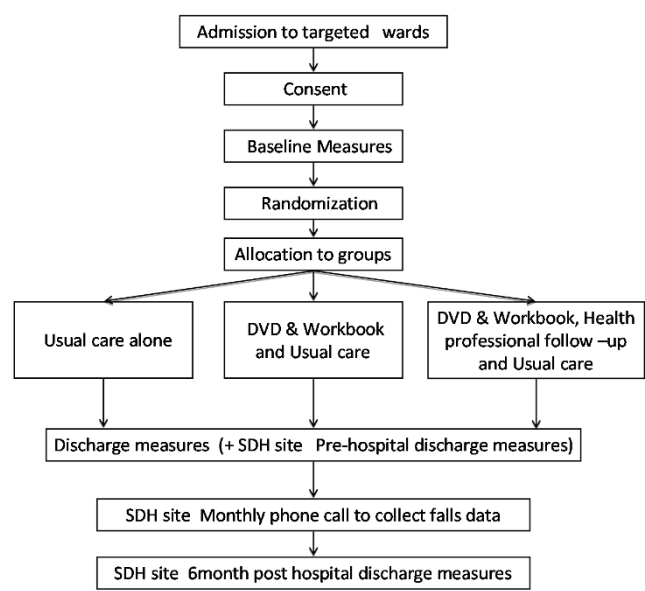 Admission to targeted wards
Consent
Baseline Measures
Randomization
Allocation to groups
Usual care alone
DVD & Workbook
and Usual care
DVD & Workbook, Health
professional follow –up
and Usual care
Discharge measures (+ SDH site Pre-hospital discharge measures)
SDH site Monthly phone call to collect falls data
SDH site 6month post hospital discharge measures